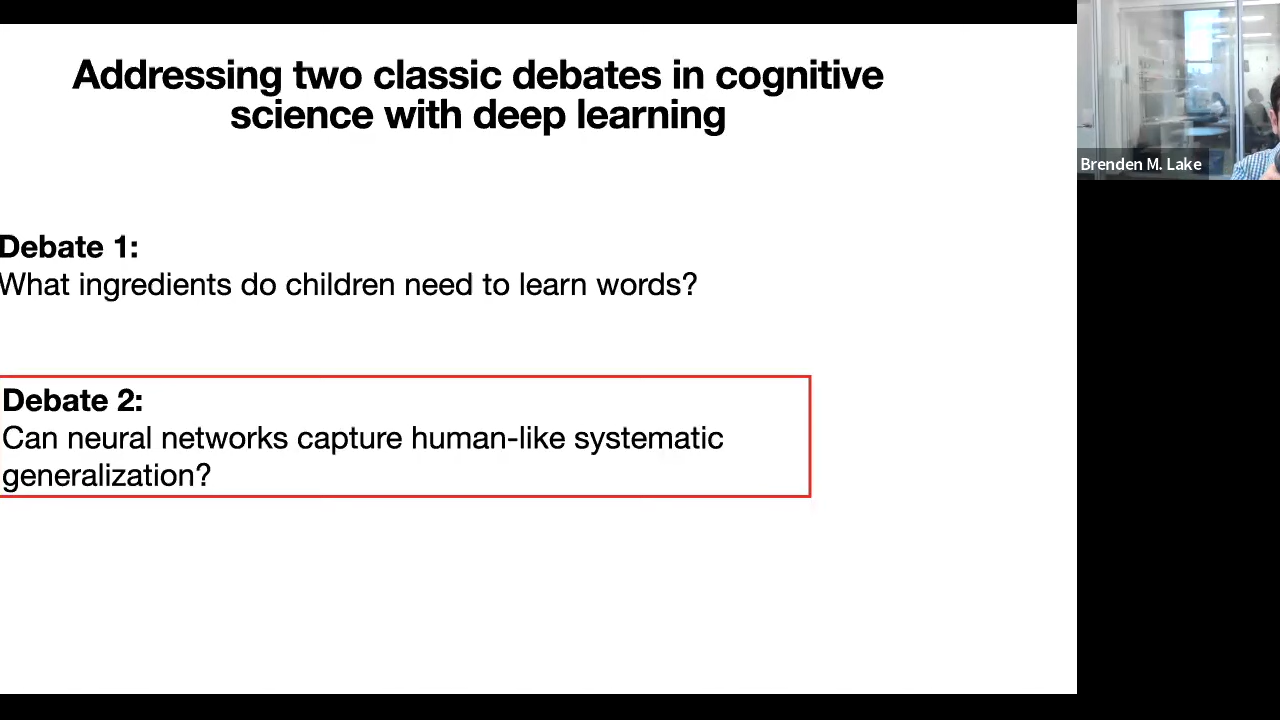 Addressing two classic debates in cognitive
science with deep learning
Brenden M. Lake
Debate 1:
What ingredients do children need to learn words?
Debate 2:
Can neural networks capture human-like systematic
generalization?